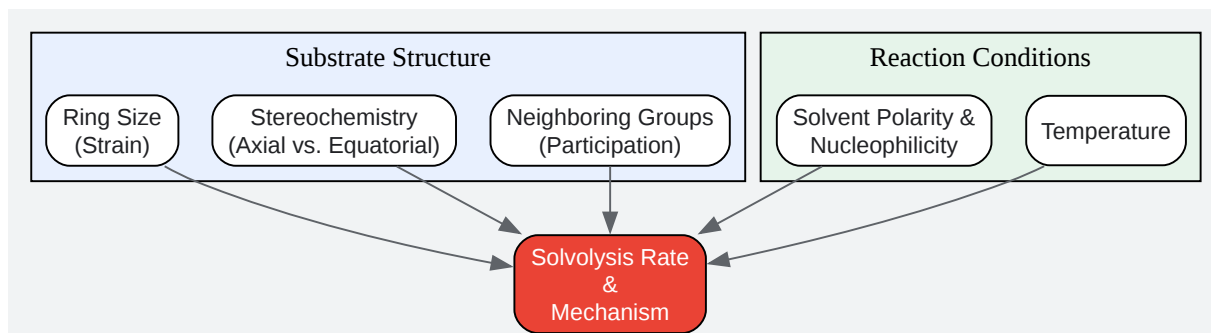 Substrate Structure
Reaction Conditions
Ring Size
(Strain)
Stereochemistry
(Axial vs. Equatorial)
Neighboring Groups
(Participation)
Solvent Polarity &
Nucleophilicity
Temperature
Solvolysis Rate
&
Mechanism